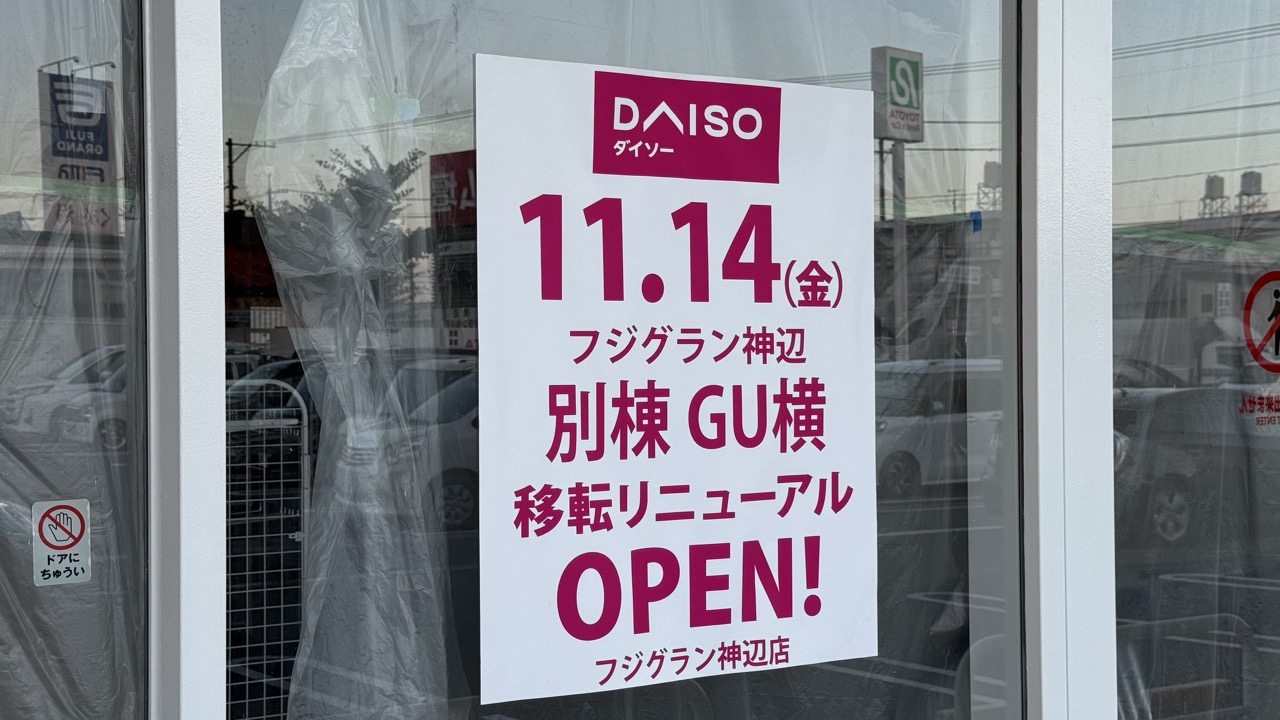 DAISO
ダイソー
11.14(金)
フジグラン神辺
別棟 GU横
移転リニューアル
OPEN!
フジグラン神辺店
ドアに
ちゅうい
FUJI
GRAND
TOYOTA